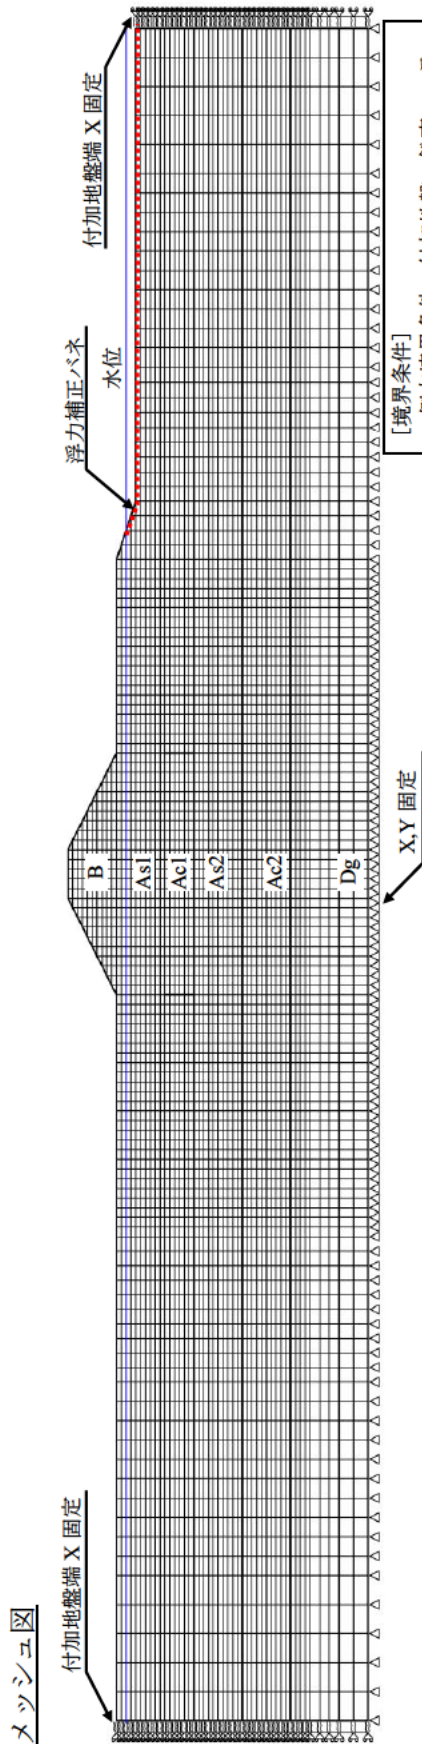 メッシュ図
付加地盤端 X 固定
浮力補正バネ
付加地盤端 X 固定
水位
B
As1
Ac1
As2
Ac2
Dg
X,Y 固定
[境界条件]